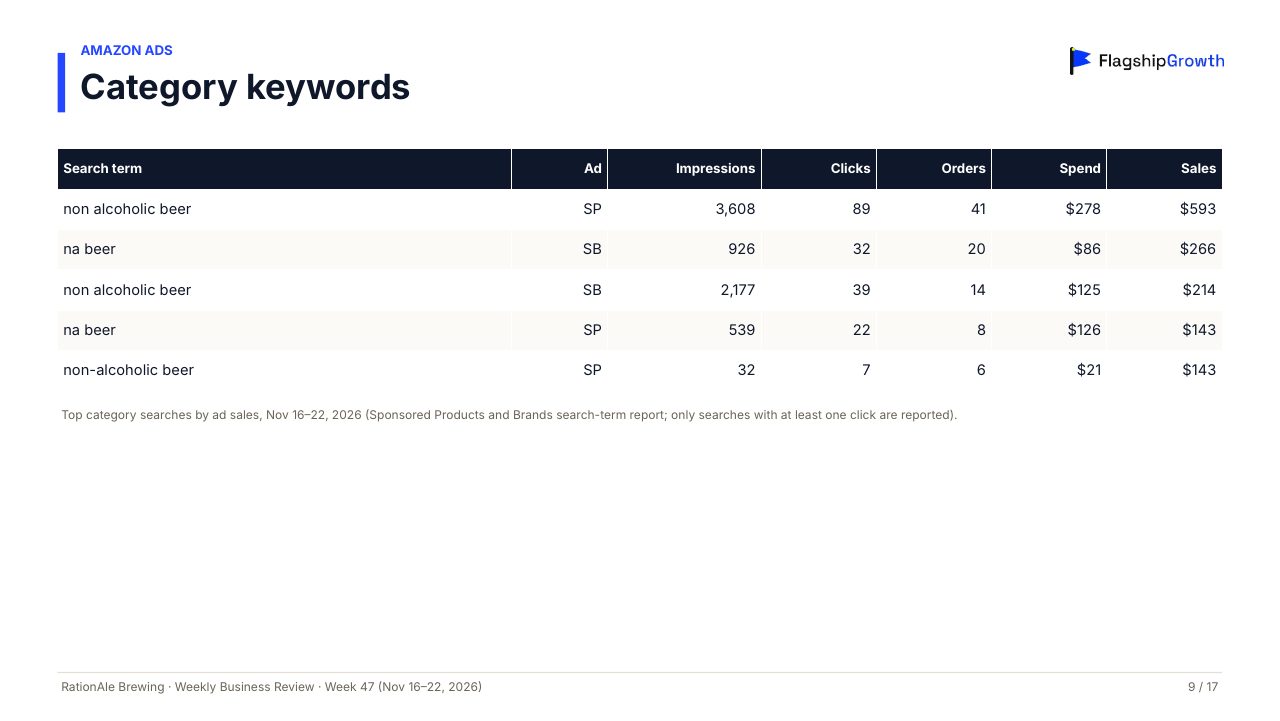 AMAZON ADS
Category keywords
FlagshipGrowth
Search term Ad Impressions Clicks Orders Spend Sales
non alcoholic beer SP 3,608 89 41 $278 $593
na beer SB 926 32 20 $86 $266
non alcoholic beer SB 2,177 39 14 $125 $214
na beer SP 539 22 8 $126 $143
non-alcoholic beer SP 32 7 6 $21 $143
Top category searches by ad sales, Nov 16–22, 2026 (Sponsored Products and Brands search-term report; only searches with at least one click are reported).
RationAle Brewing · Weekly Business Review · Week 47 (Nov 16–22, 2026)
9 / 17